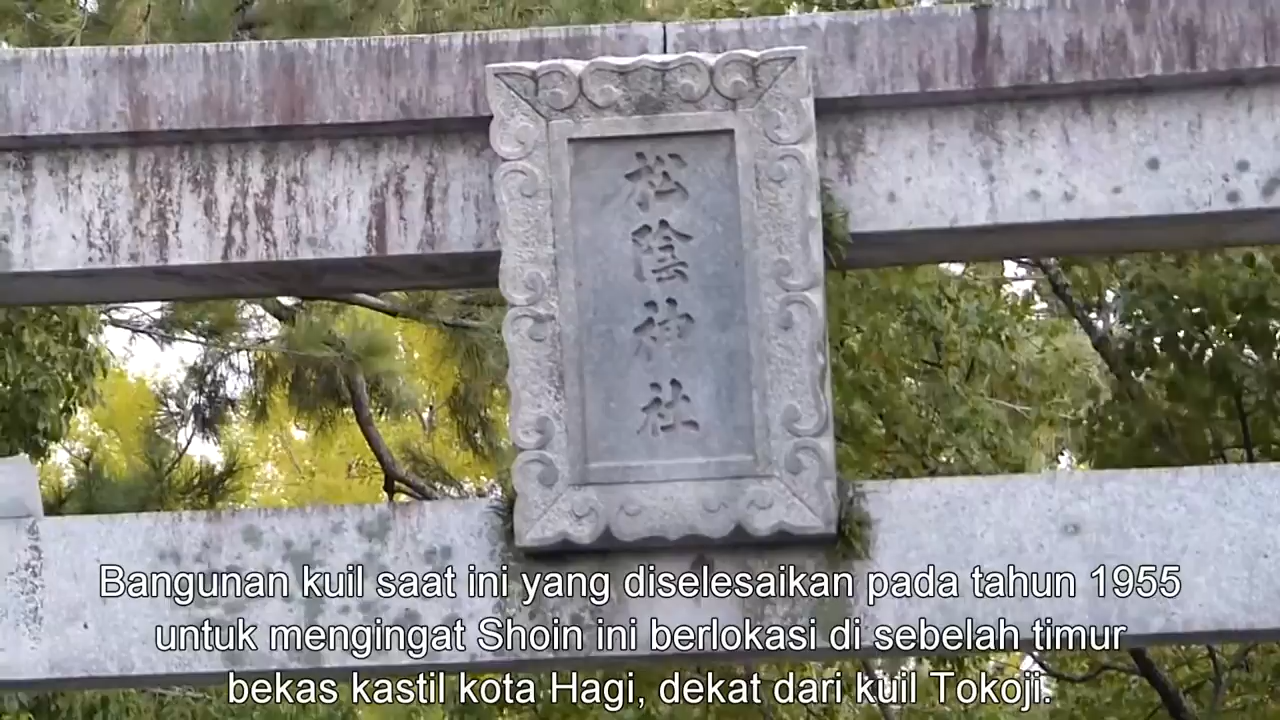 松陰神社
Bangunan kuil saat ini yang diselesaikan pada tahun 1955
untuk mengingat Shoin ini berlokasi di sebelah timur
bekas kastil kota Hagi, dekat dari kuil Tokoji.